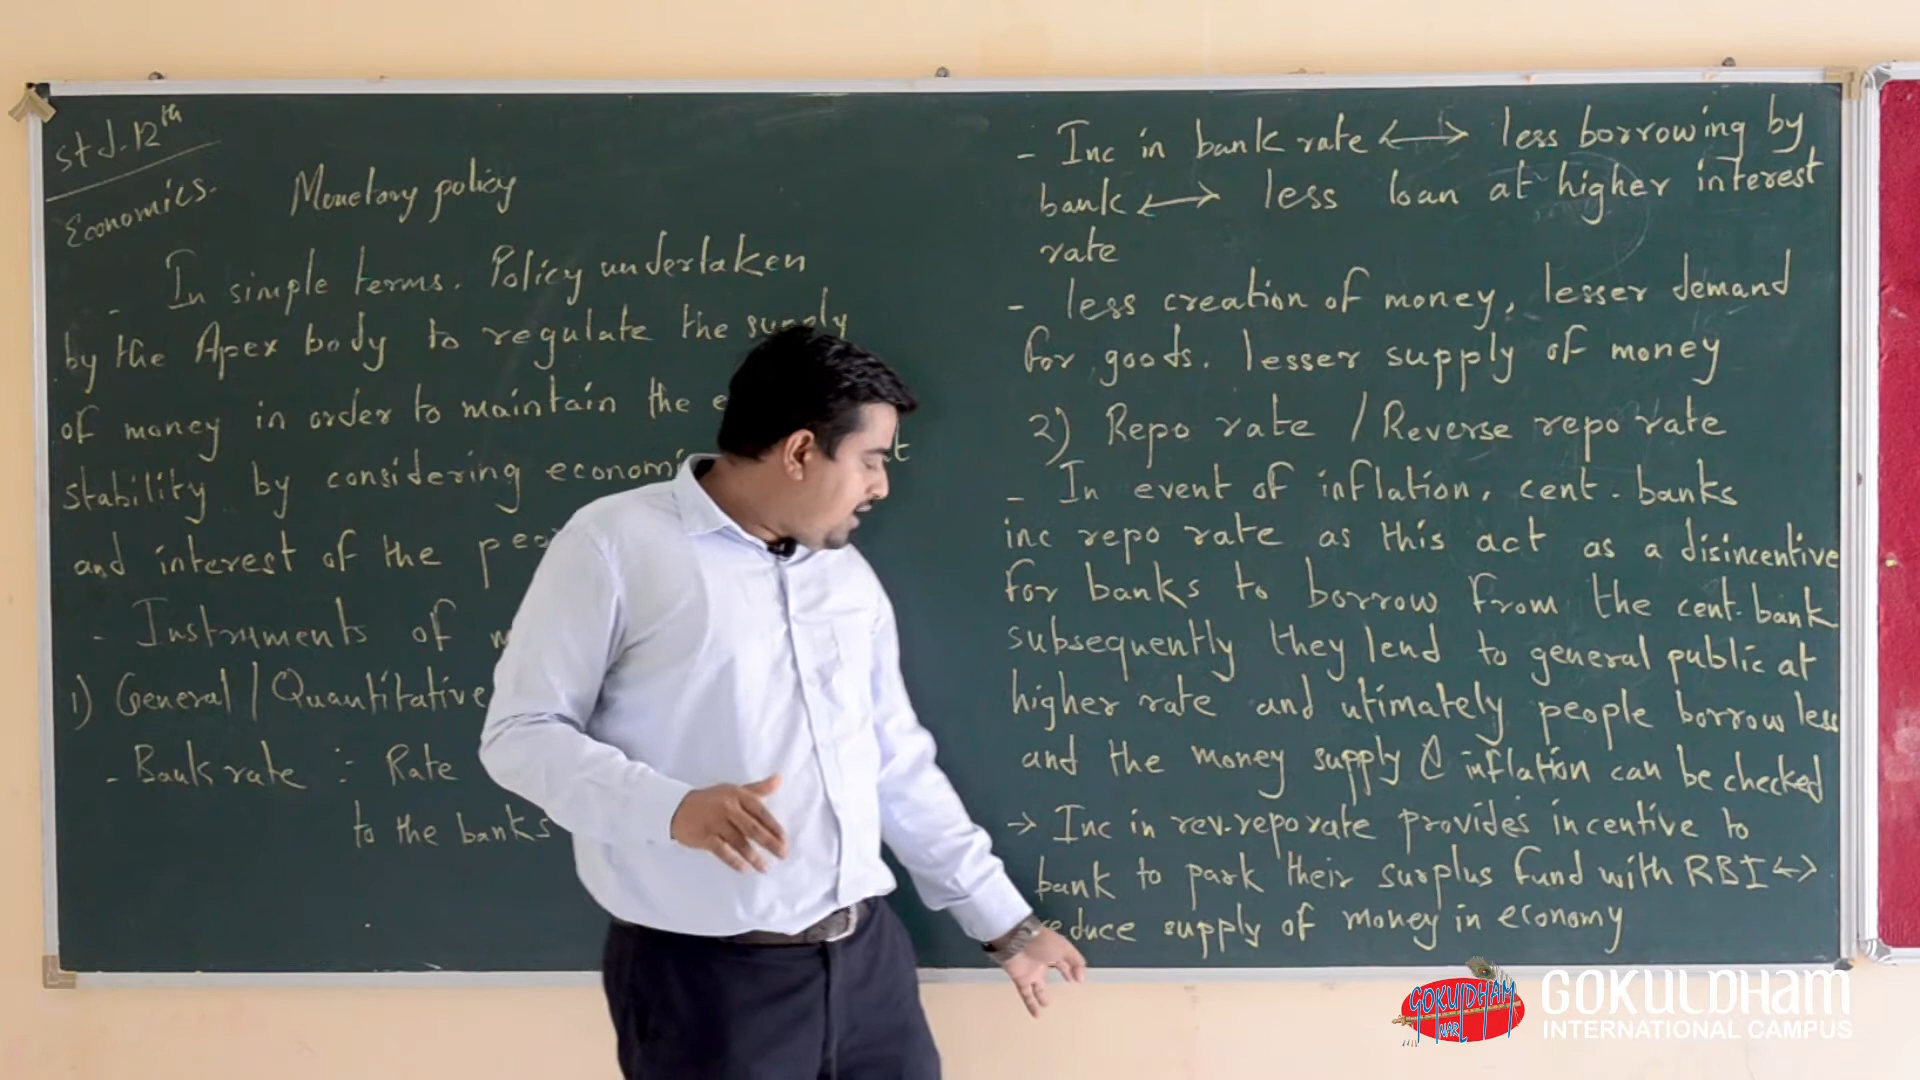 Std. 12th
Economics.
Monetary policy
- In simple terms. Policy undertaken
by the Apex body to regulate the supply
of money in order to maintain the
stability by considering
and interest of the
- Instruments of
1) General / Quantitative
- Bank rate :- Rate
to the banks
- Inc in bank rate <--> less borrowing by
bank <--> less loan at higher interest
rate
- less creation of money, lesser demand
for goods. lesser supply of money
2) Repo rate / Reverse repo rate
- In event of inflation, cent. banks
inc repo rate as this act as a disincentive
for banks to borrow from the cent. bank
subsequently they lend to general public at
higher rate and utimately people borrow less
and the money supply & inflation can be checked
-> Inc in rev. repo rate provides incentive to
bank to park their surplus fund with RBI <->
reduce supply of money in economy
GOKULDHAM
NAR
GOKULDHAM
INTERNATIONAL CAMPUS